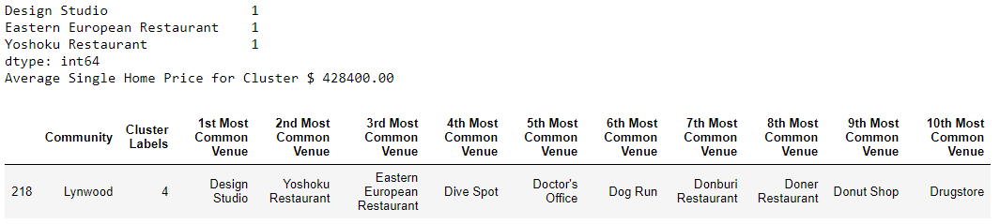 Design Studio 1
Eastern European Restaurant 1
Yoshoku Restaurant 1
dtype: int64
Average Single Home Price for Cluster $ 428400.00
Community Cluster Labels 1st Most Common Venue 2nd Most Common Venue 3rd Most Common Venue 4th Most Common Venue 5th Most Common Venue 6th Most Common Venue 7th Most Common Venue 8th Most Common Venue 9th Most Common Venue 10th Most Common Venue
218 Lynwood 4 Design Studio Yoshoku Restaurant Eastern European Restaurant Dive Spot Doctor's Office Dog Run Donburi Restaurant Doner Restaurant Donut Shop Drugstore